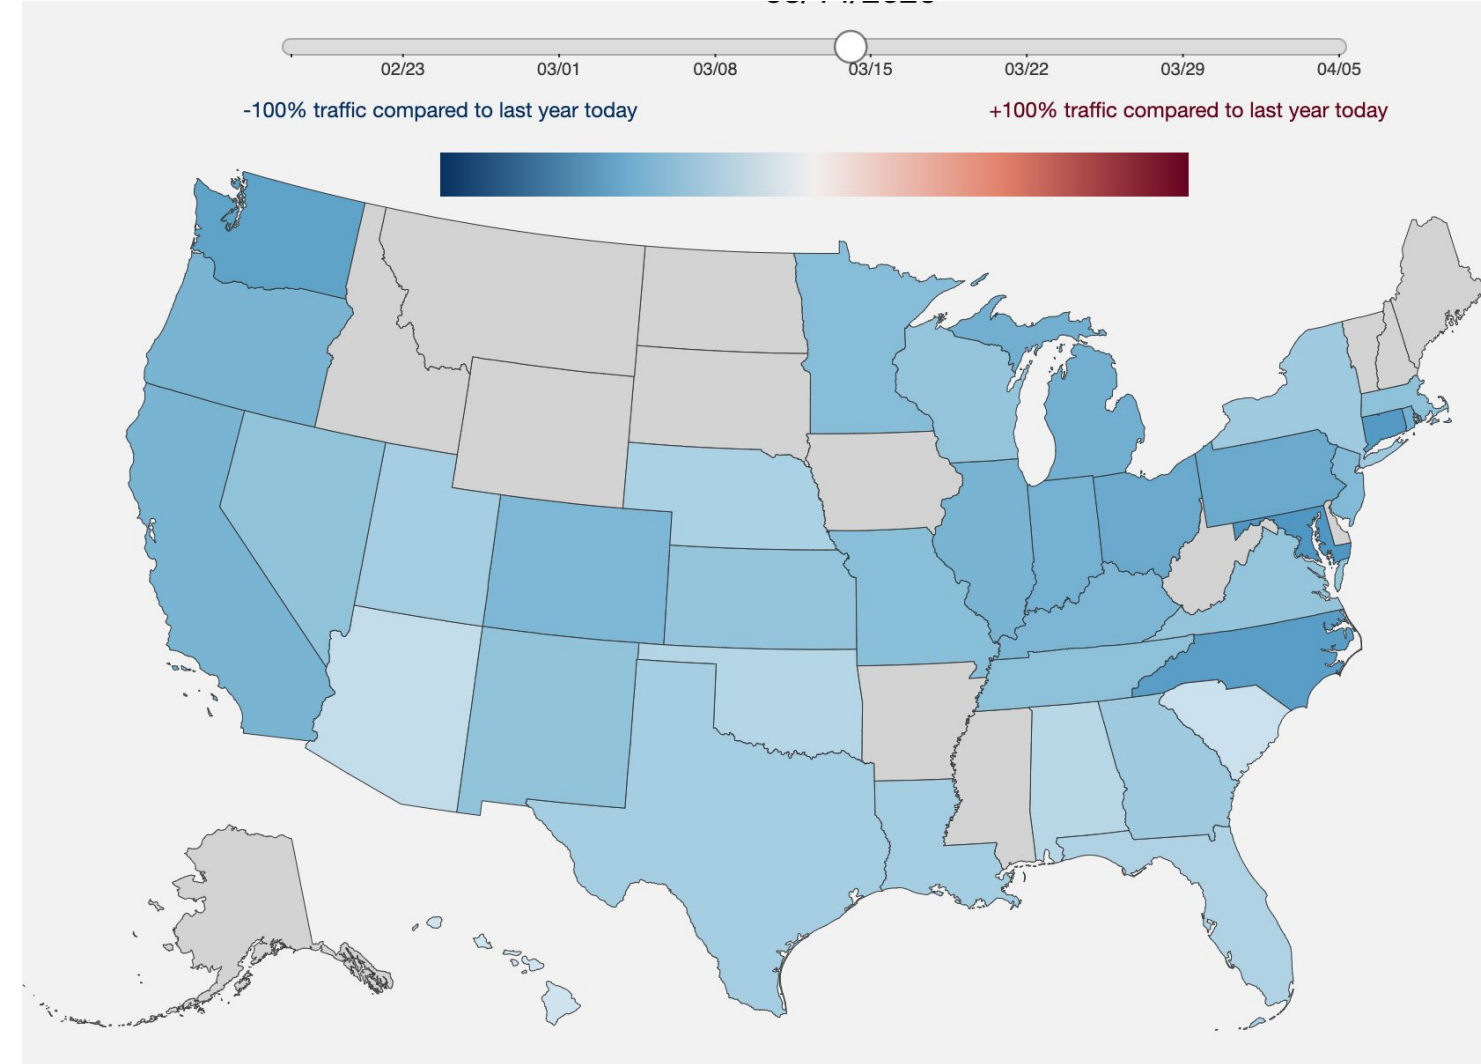 02/23 03/01 03/08 03/15 03/22 03/29 04/05
-100% traffic compared to last year today +100% traffic compared to last year today